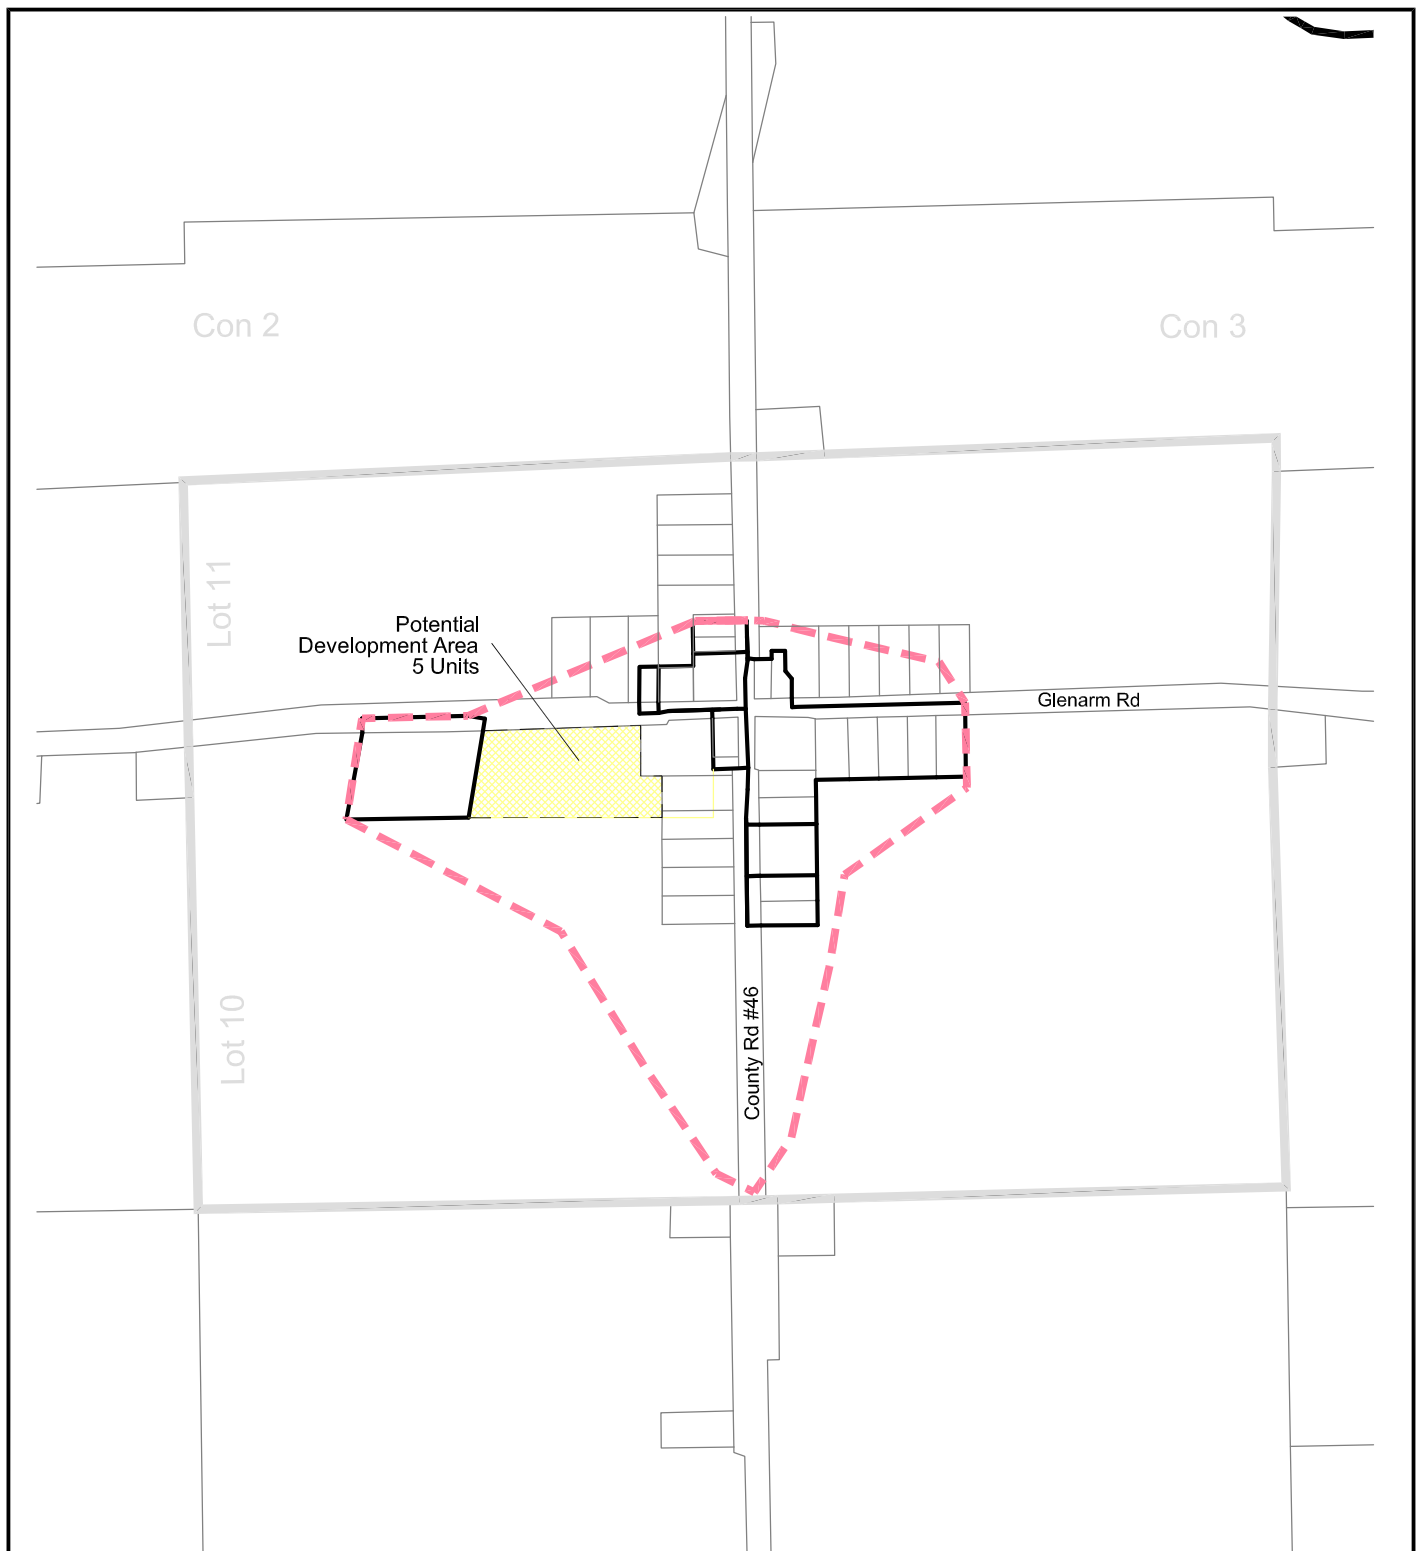 Con 2
Con 3
Lot 11
Potential
Development Area
5 Units
Glenarm Rd
Lot 10
County Rd #46